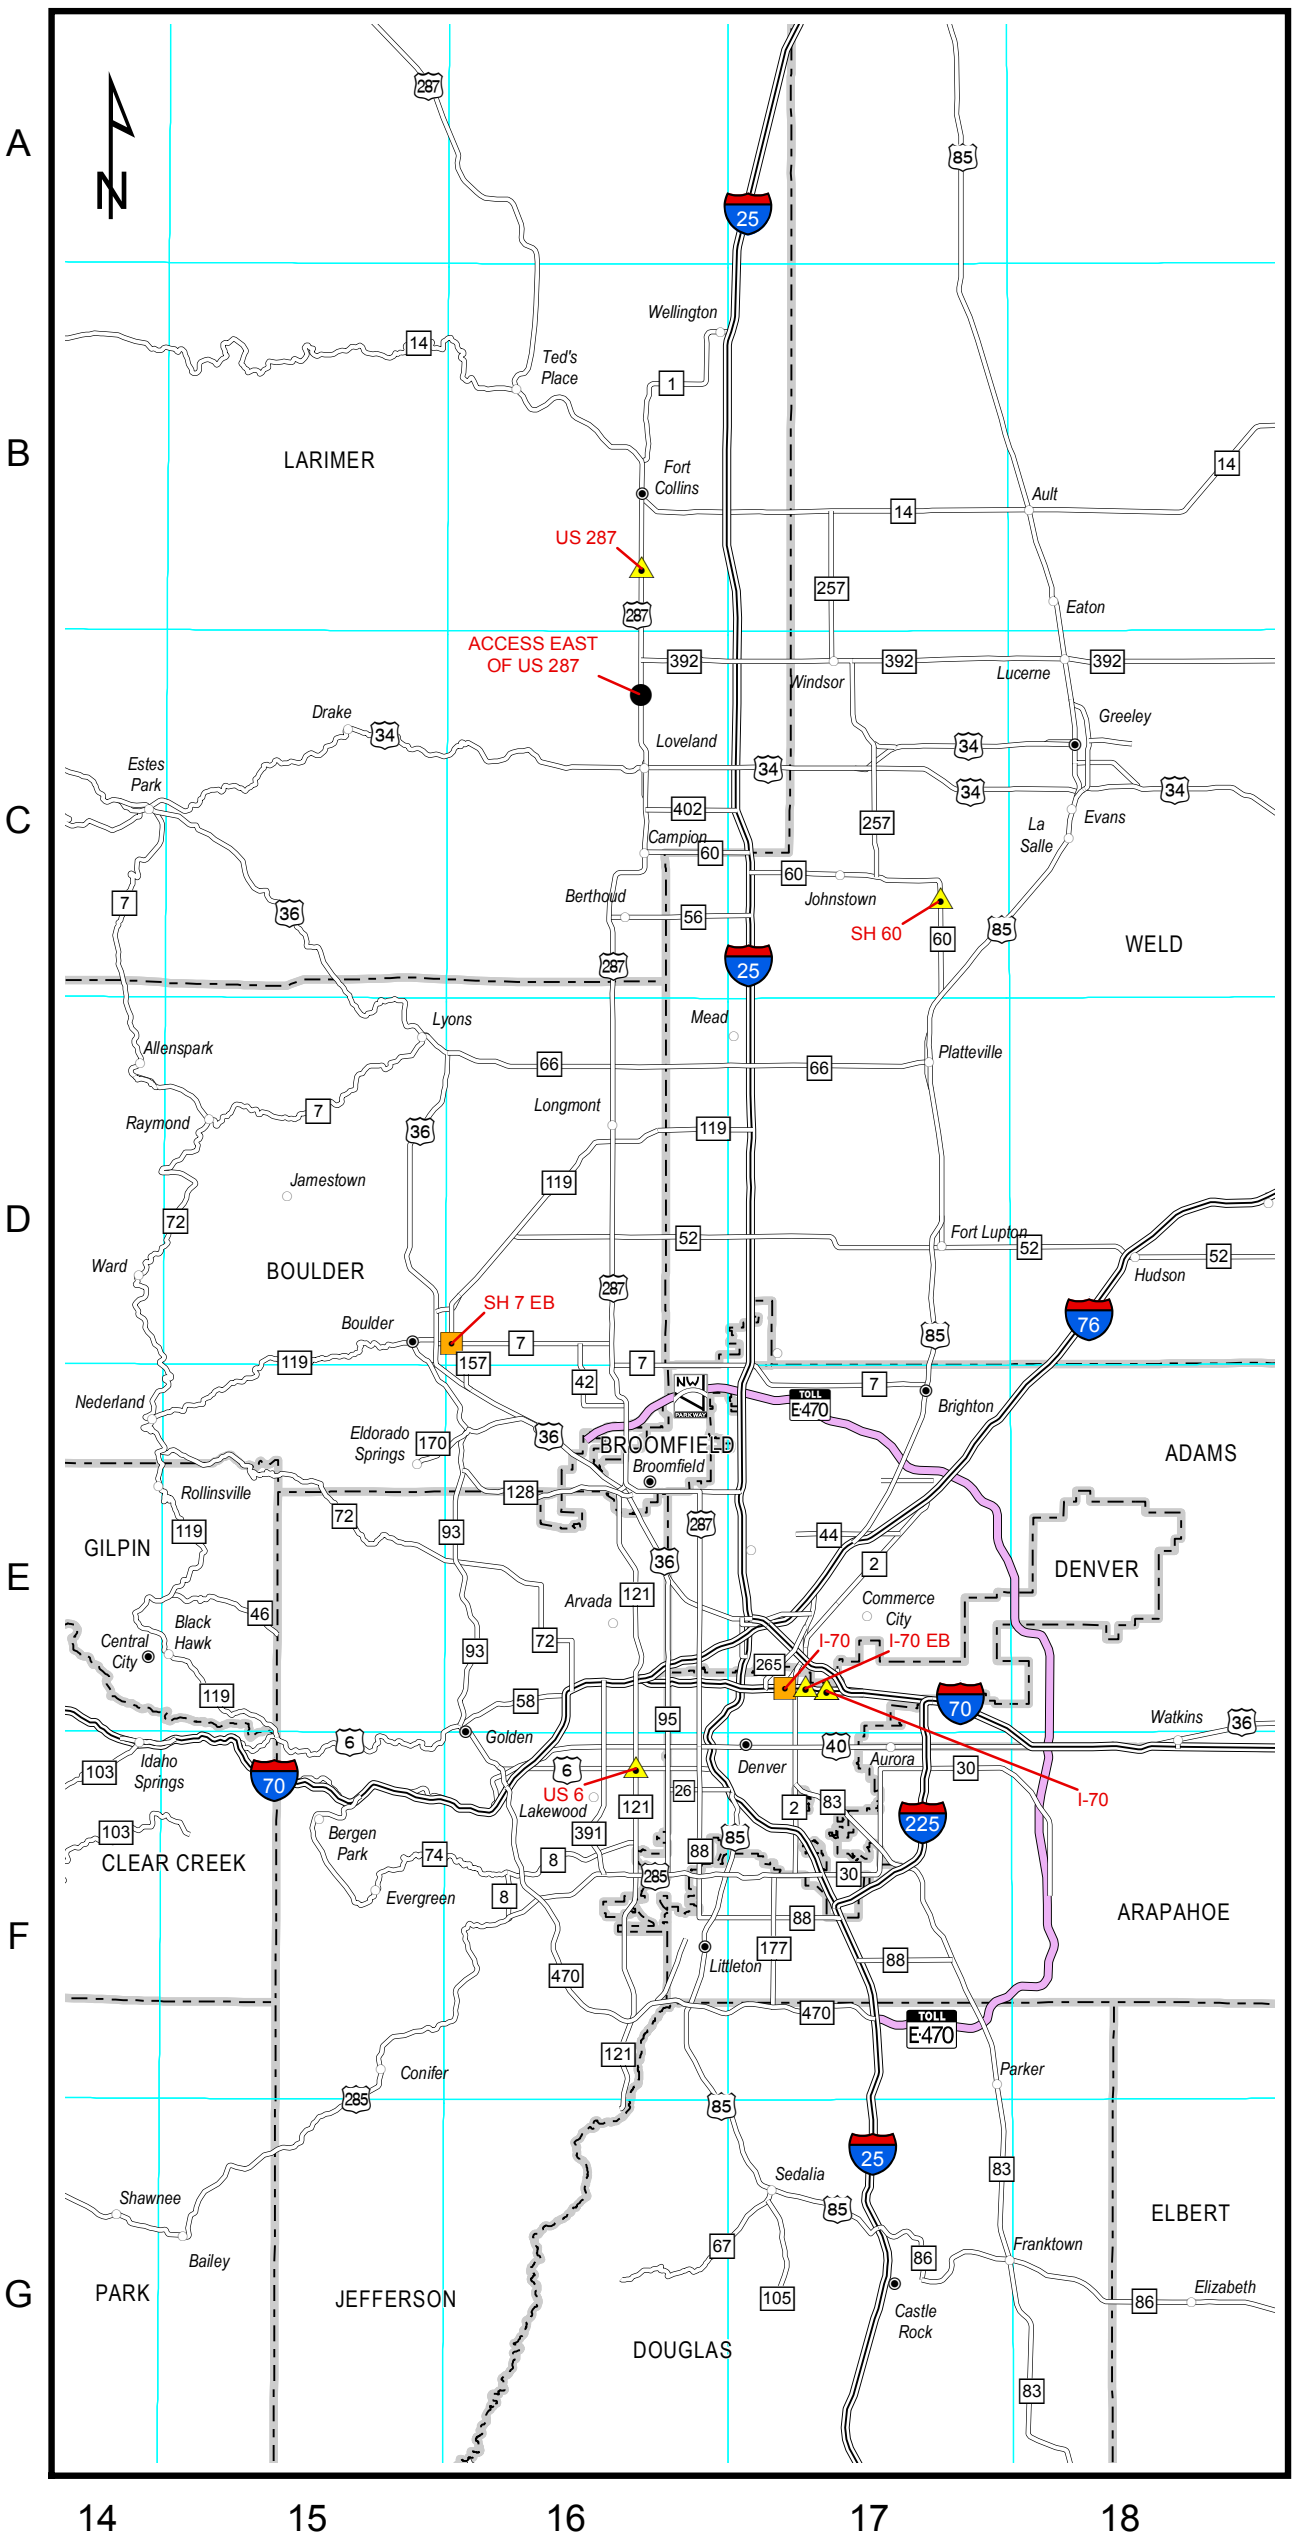 287
A
85
N
25
Wellington
14
Ted's
Place
1
B
LARIMER
Fort
Collins
14
Ault
14
US 287
257
287
Eaton
ACCESS EAST
OF US 287
392
392
392
Windsor
Lucerne
Drake
34
Greeley
Loveland
34
34
Estes
Park
34
34
C
402
257
La
Salle
Evans
Campion
60
60
Johnstown
7
36
Berthoud
56
SH 60
60
85
WELD
287
25
Mead
Lyons
Allenspark
66
66
Platteville
7
Longmont
Raymond
36
119
Jamestown
119
D
72
52
Fort Lupton
52
52
Ward
BOULDER
Hudson
287
SH 7 EB
76
Boulder
7
85
119
157
7
42
7
NW
PARKWAY
TOLL
E-470
Nederland
Brighton
Eldorado
Springs
170
36
BROOMFIELD
Broomfield
ADAMS
Rollinsville
128
72
119
93
287
44
GILPIN
36
2
DENVER
E
121
Arvada
Commerce
City
46
Black
Hawk
Central
City
72
93
265
I-70
I-70 EB
119
58
95
70
Watkins
36
6
Golden
40
Idaho
Springs
103
70
6
Denver
Aurora
30
US 6
26
I-70
Lakewood
121
2
83
225
103
Bergen
Park
391
85
CLEAR CREEK
74
8
88
Evergreen
285
30
8
ARAPAHOE
F
88
177
Littleton
88
470
470
TOLL
E-470
121
Conifer
Parker
285
85
25
83
Sedalia
Shawnee
85
ELBERT
67
Bailey
86
Franktown
G
PARK
JEFFERSON
105
86
Elizabeth
Castle
Rock
DOUGLAS
83
14
15
16
17
18